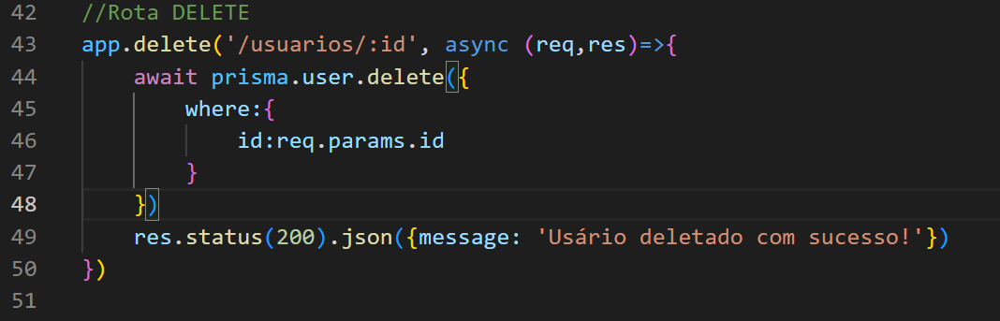 42 //Rota DELETE
43 app.delete('/usuarios/:id', async (req,res)=>{
44     await prisma.user.delete({
45         where:{
46             id:req.params.id
47         }
48     })
49     res.status(200).json({message: 'Usário deletado com sucesso!'})
50 })
51